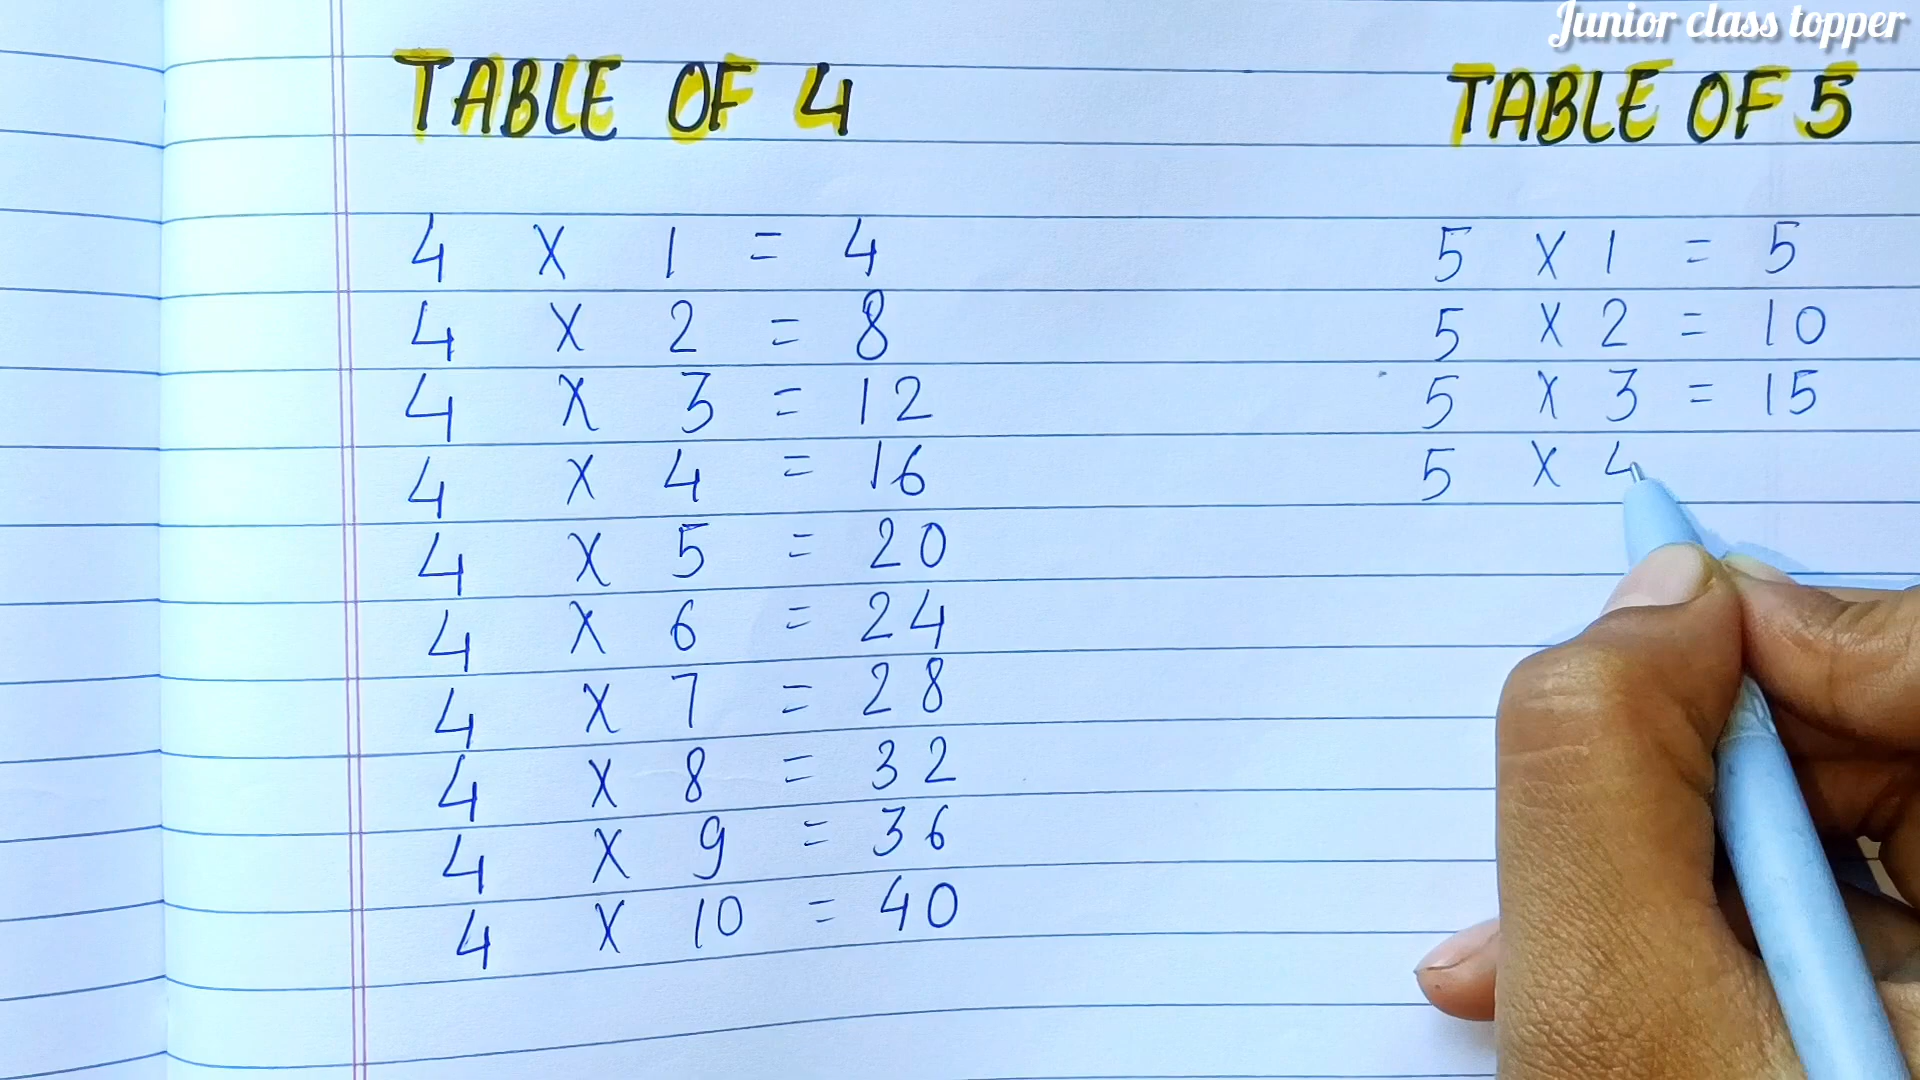 Junior class topper
TABLE OF 4
4 X 1 = 4
4 X 2 = 8
4 X 3 = 12
4 X 4 = 16
4 X 5 = 20
4 X 6 = 24
4 X 7 = 28
4 X 8 = 32
4 X 9 = 36
4 X 10 = 40
TABLE OF 5
5 X 1 = 5
5 X 2 = 10
5 X 3 = 15
5 X 4